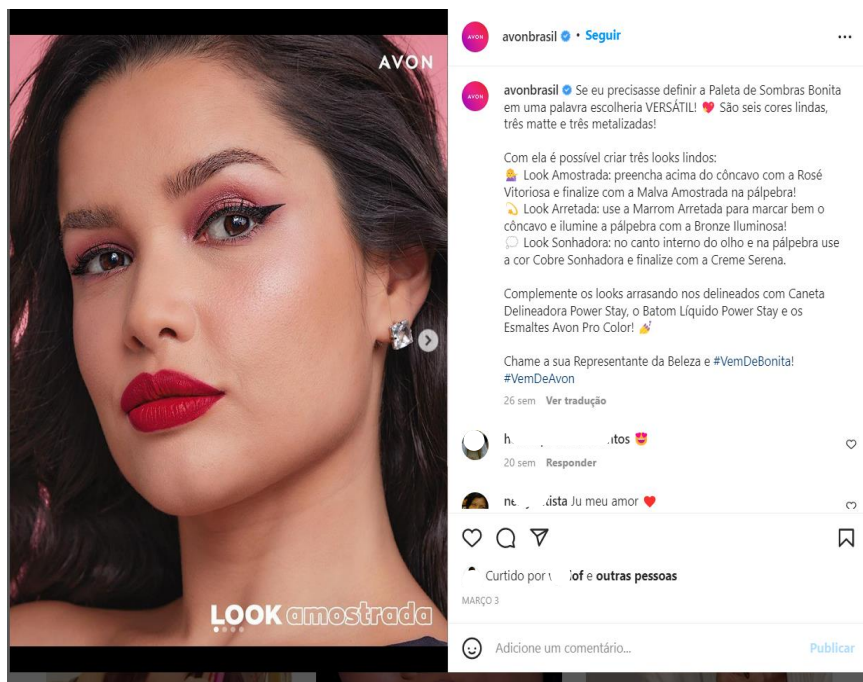 AVON
LOOK amostrada
AVON
avonbrasil • Seguir
AVON
avonbrasil Se eu precisasse definir a Paleta de Sombras Bonita
em uma palavra escolheria VERSÁTIL! 💖 São seis cores lindas,
três matte e três metalizadas!
Com ela é possível criar três looks lindos:
💁‍♀️ Look Amostrada: preencha acima do côncavo com a Rosé
Vitoriosa e finalize com a Malva Amostrada na pálpebra!
💫 Look Arretada: use a Marrom Arretada para marcar bem o
côncavo e ilumine a pálpebra com a Bronze Iluminosa!
💭 Look Sonhadora: no canto interno do olho e na pálpebra use
a cor Cobre Sonhadora e finalize com a Creme Serena.
Complemente os looks arrasando nos delineados com Caneta
Delineadora Power Stay, o Batom Líquido Power Stay e os
Esmaltes Avon Pro Color! 💅
Chame a sua Representante da Beleza e #VemDeBonita!
#VemDeAvon
26 sem Ver tradução
😍
20 sem Responder
Ju meu amor ❤️
Curtido por e outras pessoas
MARÇO 3
Adicione um comentário... Publicar